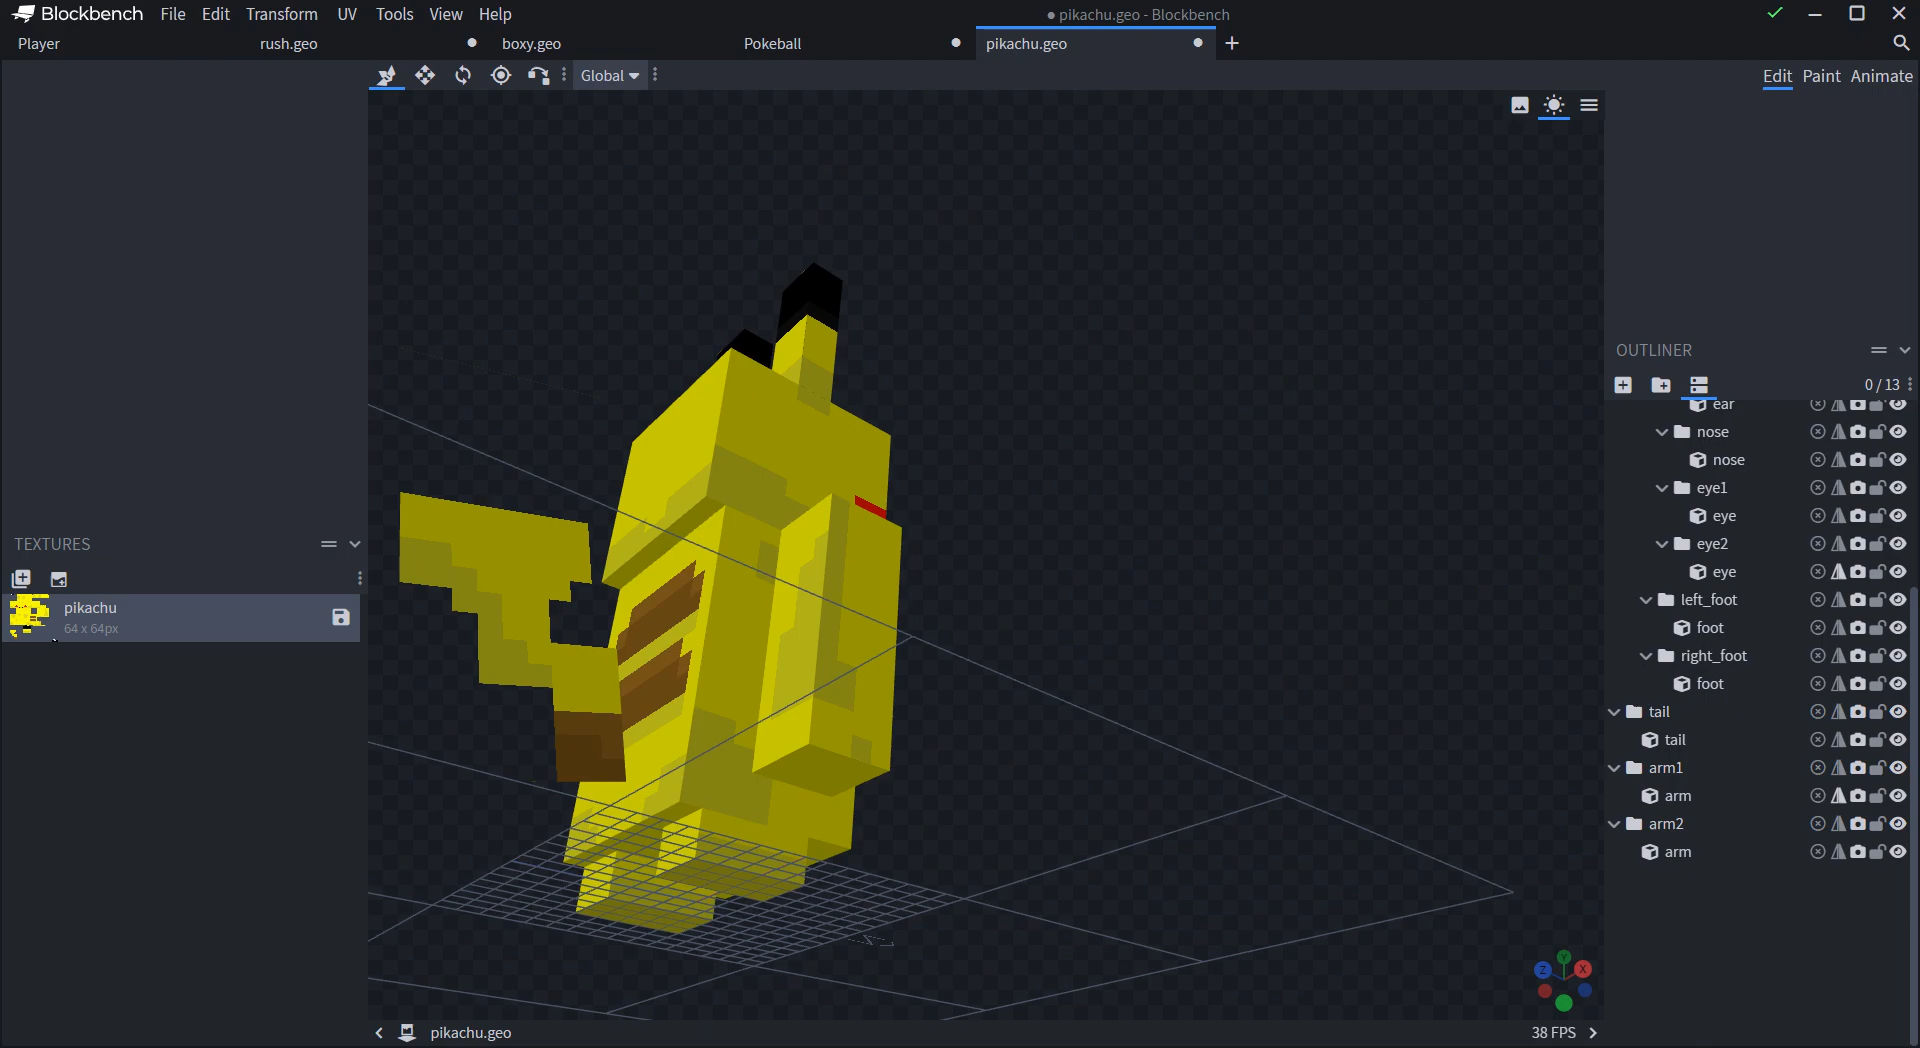 Blockbench File Edit Transform UV Tools View Help
pikachu.geo - Blockbench
Player rush.geo boxy.geo Pokeball pikachu.geo
Global
Edit Paint Animate
OUTLINER
0 / 13
ear
nose
nose
eye1
eye
eye2
eye
left_foot
foot
right_foot
foot
tail
tail
arm1
arm
arm2
arm
TEXTURES
pikachu
64 x 64px
Z Y X
pikachu.geo
38 FPS